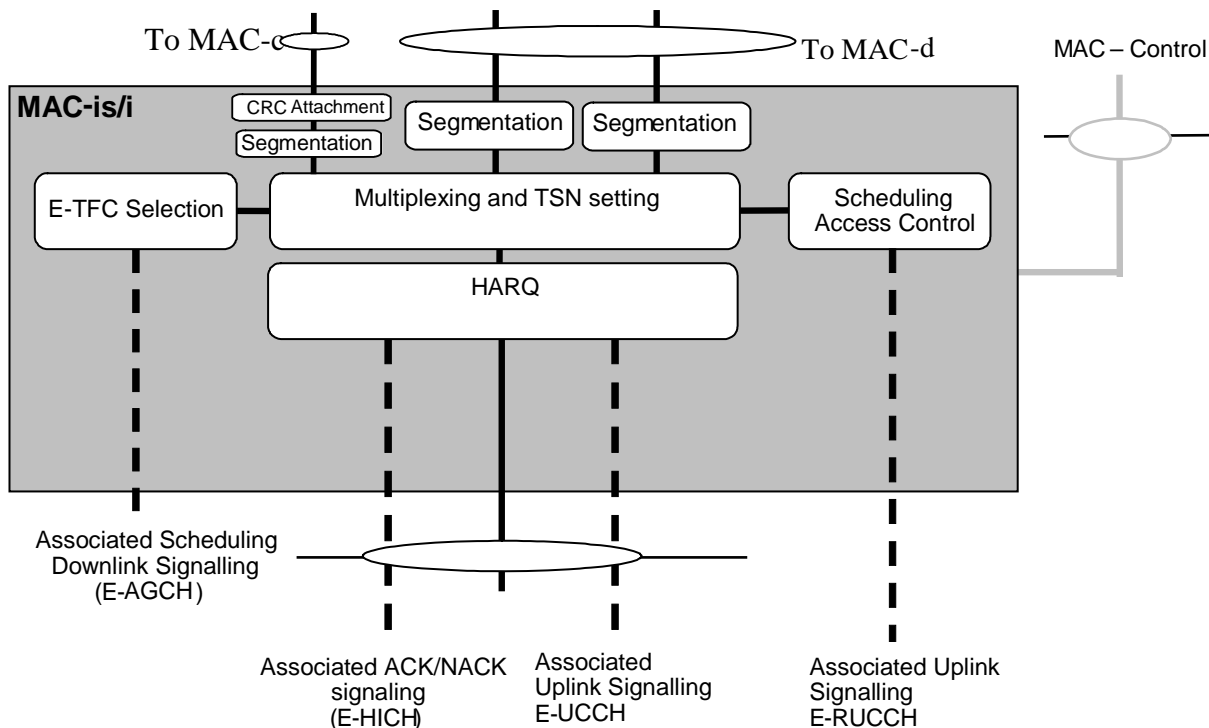 To MAC-c
To MAC-d
MAC – Control
MAC-is/i
CRC Attachment
Segmentation
Segmentation
Segmentation
E-TFC Selection
Multiplexing and TSN setting
Scheduling
Access Control
HARQ
Associated Scheduling
Downlink Signalling
(E-AGCH)
Associated ACK/NACK
signaling
(E-HICH)
Associated
Uplink Signalling
E-UCCH
Associated Uplink
Signalling
E-RUCCH